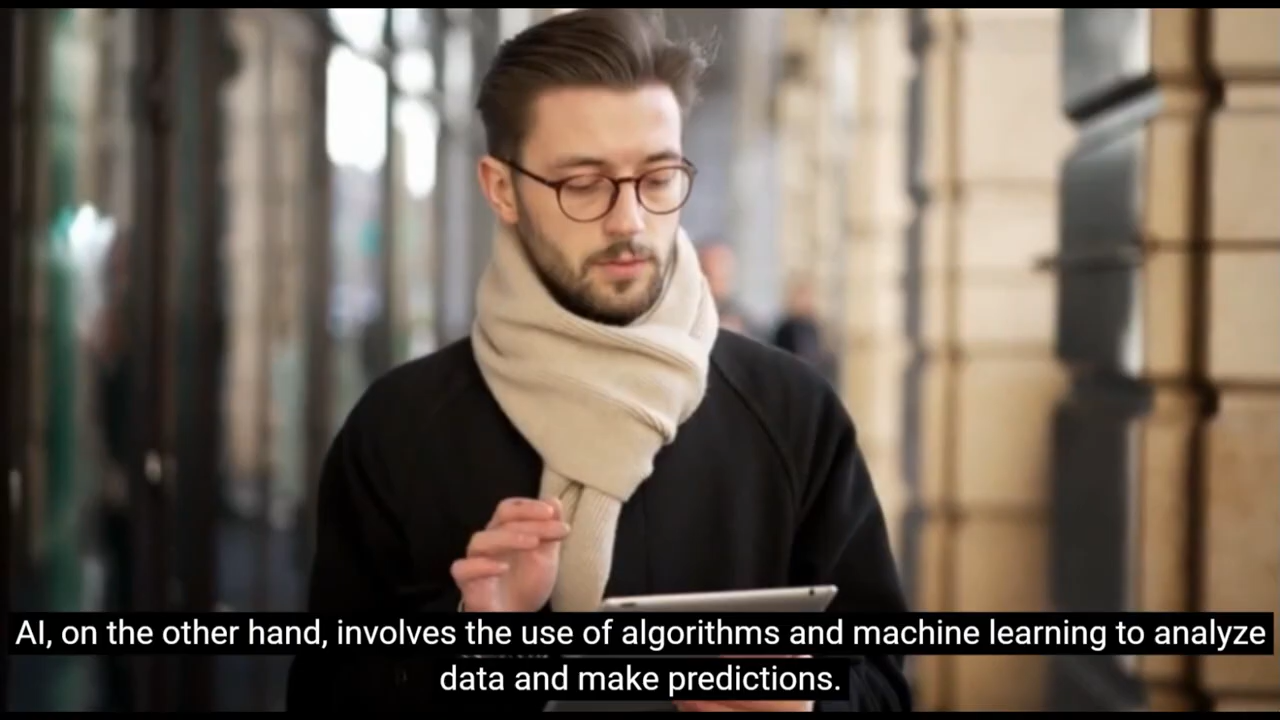 AI, on the other hand, involves the use of algorithms and machine learning to analyze
data and make predictions.